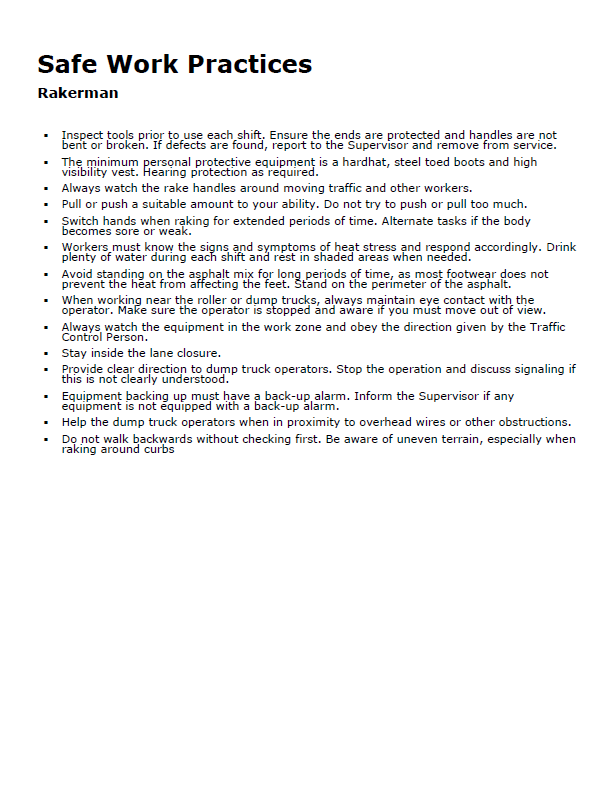 Safe Work Practices
Rakerman
▪ Inspect tools prior to use each shift. Ensure the ends are protected and handles are not
bent or broken. If defects are found, report to the Supervisor and remove from service.
▪ The minimum personal protective equipment is a hardhat, steel toed boots and high
visibility vest. Hearing protection as required.
▪ Always watch the rake handles around moving traffic and other workers.
▪ Pull or push a suitable amount to your ability. Do not try to push or pull too much.
▪ Switch hands when raking for extended periods of time. Alternate tasks if the body
becomes sore or weak.
▪ Workers must know the signs and symptoms of heat stress and respond accordingly. Drink
plenty of water during each shift and rest in shaded areas when needed.
▪ Avoid standing on the asphalt mix for long periods of time, as most footwear does not
prevent the heat from affecting the feet. Stand on the perimeter of the asphalt.
▪ When working near the roller or dump trucks, always maintain eye contact with the
operator. Make sure the operator is stopped and aware if you must move out of view.
▪ Always watch the equipment in the work zone and obey the direction given by the Traffic
Control Person.
▪ Stay inside the lane closure.
▪ Provide clear direction to dump truck operators. Stop the operation and discuss signaling if
this is not clearly understood.
▪ Equipment backing up must have a back-up alarm. Inform the Supervisor if any
equipment is not equipped with a back-up alarm.
▪ Help the dump truck operators when in proximity to overhead wires or other obstructions.
▪ Do not walk backwards without checking first. Be aware of uneven terrain, especially when
raking around curbs